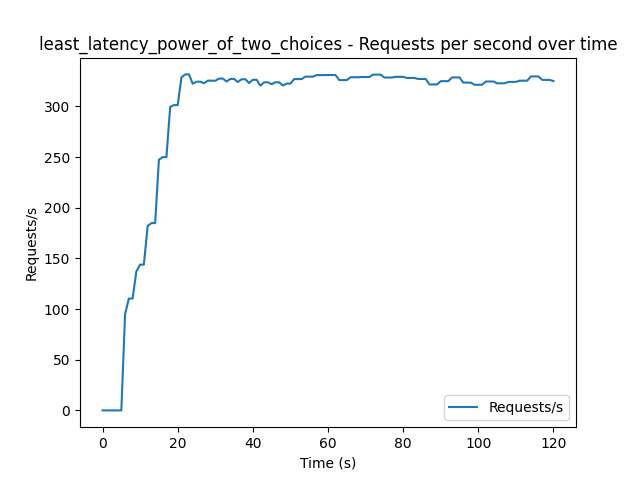 least_latency_power_of_two_choices - Requests per second over time
Requests/s
300
250
200
150
100
50
0
Requests/s
0 20 40 60 80 100 120
Time (s)